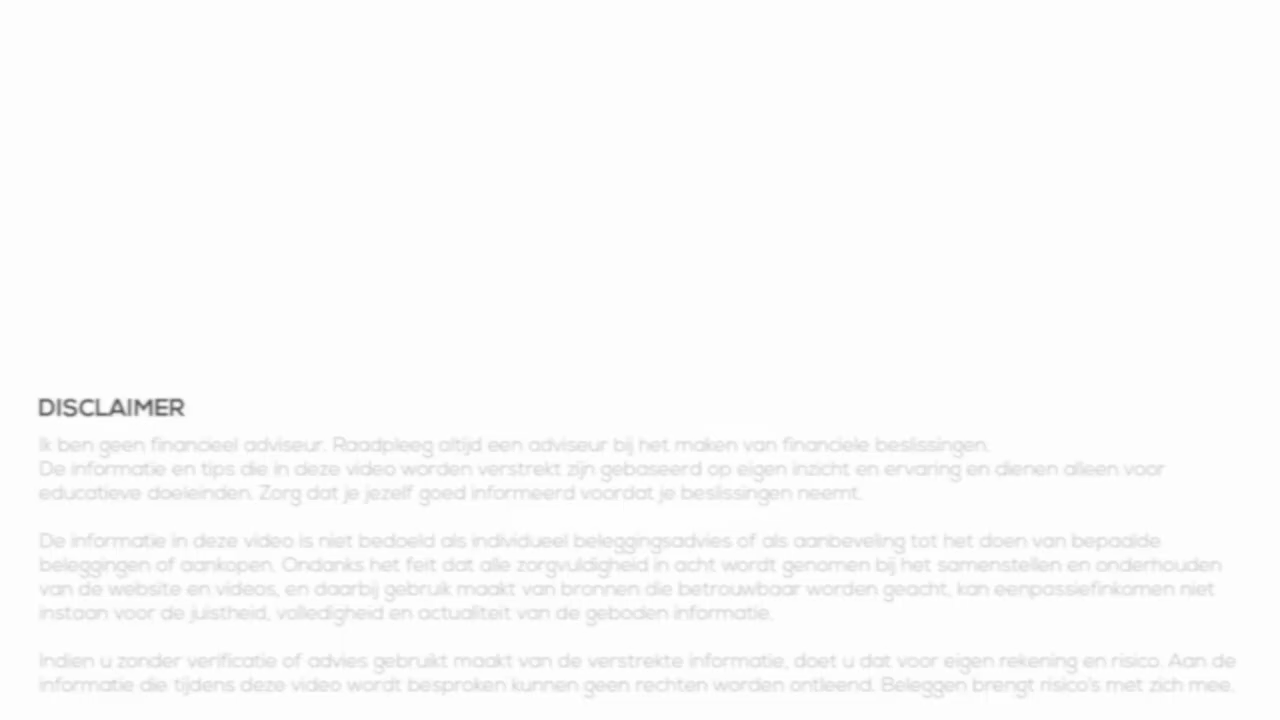 DISCLAIMER
Ik ben geen financieel adviseur. Raadpleeg altijd een adviseur bij het maken van financiele beslissingen.
De informatie en tips die in deze video worden verstrekt zijn gebaseerd op eigen inzicht en ervaring en dienen alleen voor
educatieve doeleinden. Zorg dat je jezelf goed informeerd voordat je beslissingen neemt.
De informatie in deze video is niet bedoeld als individueel beleggingsadvies of als aanbeveling tot het doen van bepaalde
beleggingen of aankopen. Ondanks het feit dat alle zorgvuldigheid in acht wordt genomen bij het samenstellen en onderhouden
van de website en videos, en daarbij gebruik maakt van bronnen die betrouwbaar worden geacht, kan eenpassiefinkomen niet
instaan voor de juistheid, volledigheid en actualiteit van de geboden informatie.
Indien u zonder verificatie of advies gebruikt maakt van de verstrekte informatie, doet u dat voor eigen rekening en risico. Aan de
informatie die tijdens deze video wordt besproken kunnen geen rechten worden ontleend. Beleggen brengt risico's met zich mee.